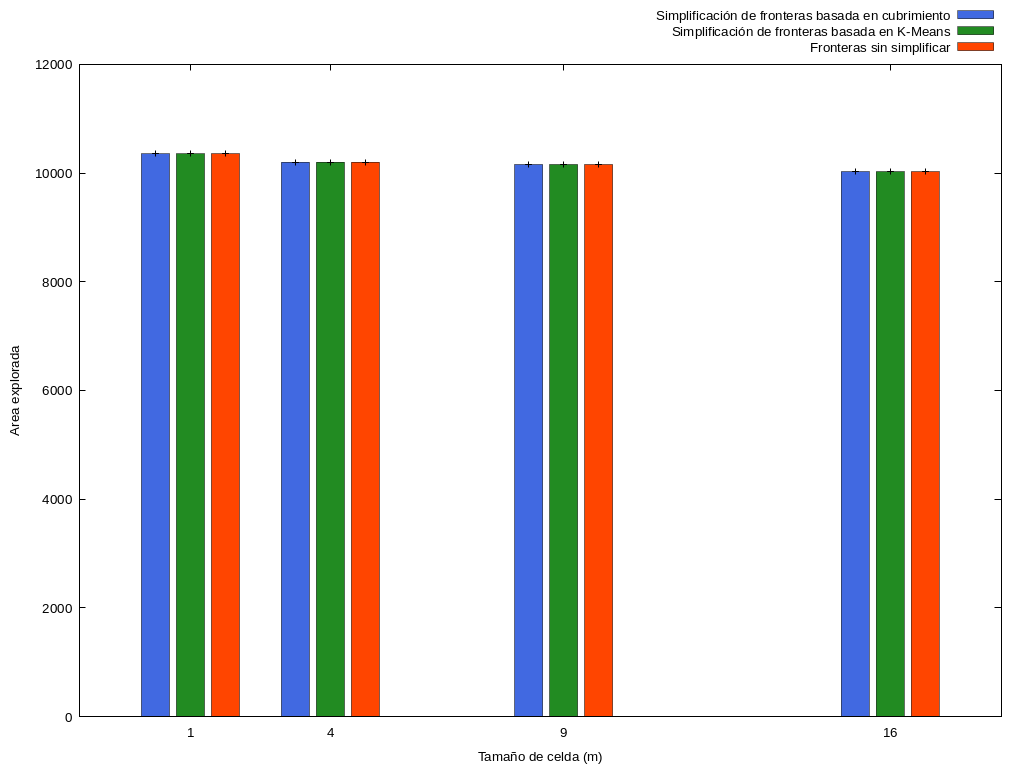 Simplificación de fronteras basada en cubrimiento
Simplificación de fronteras basada en K-Means
Fronteras sin simplificar
12000
10000
8000
6000
4000
2000
0
Area explorada
1 4 9 16
Tamaño de celda (m)